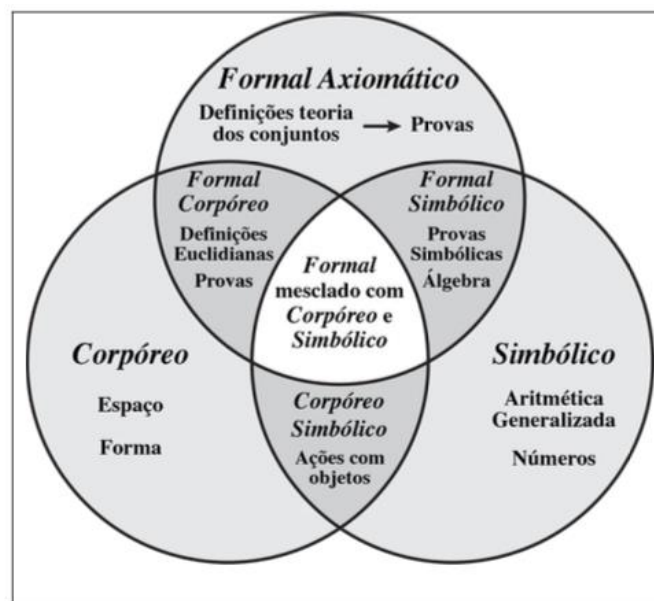 Formal Axiomático
Definições teoria
dos conjuntos → Provas
Formal
Corpóreo
Definições
Euclidianas
Provas
Formal
Simbólico
Provas
Simbólicas
Álgebra
Formal
mesclado com
Corpóreo e
Simbólico
Corpóreo
Espaço
Forma
Simbólico
Aritmética
Generalizada
Números
Corpóreo
Simbólico
Ações com
objetos